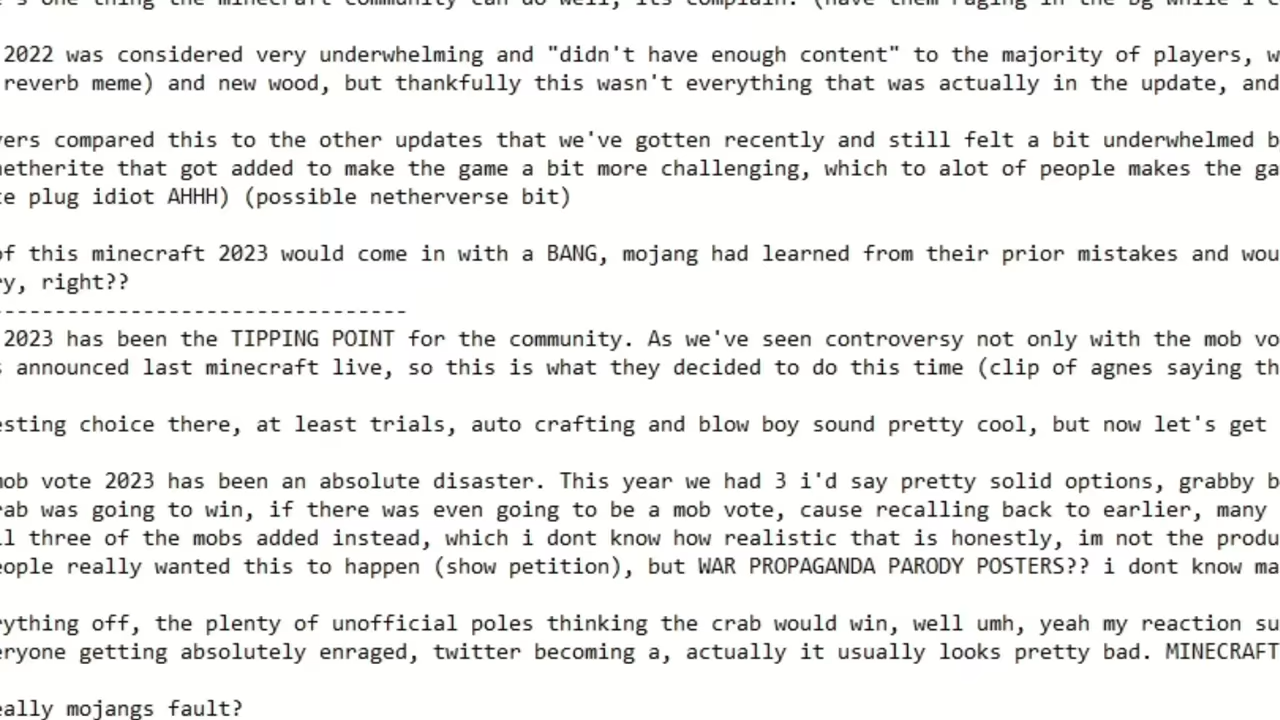 's one thing the minecraft community can do well, its complain. (have them raging in the bg while i
2022 was considered very underwhelming and "didn't have enough content" to the majority of players, w
reverb meme) and new wood, but thankfully this wasn't everything that was actually in the update, and
yers compared this to the other updates that we've gotten recently and still felt a bit underwhelmed b
netherite that got added to make the game a bit more challenging, which to alot of people makes the ga
te plug idiot AHHH) (possible netherverse bit)
of this minecraft 2023 would come in with a BANG, mojang had learned from their prior mistakes and wou
ry, right??
---------------------------------
2023 has been the TIPPING POINT for the community. As we've seen controversy not only with the mob vo
s announced last minecraft live, so this is what they decided to do this time (clip of agnes saying th
esting choice there, at least trials, auto crafting and blow boy sound pretty cool, but now let's get
mob vote 2023 has been an absolute disaster. This year we had 3 i'd say pretty solid options, grabby b
rab was going to win, if there was even going to be a mob vote, cause recalling back to earlier, many
ll three of the mobs added instead, which i dont know how realistic that is honestly, im not the produ
eople really wanted this to happen (show petition), but WAR PROPAGANDA PARODY POSTERS?? i dont know ma
rything off, the plenty of unofficial poles thinking the crab would win, well umh, yeah my reaction su
eryone getting absolutely enraged, twitter becoming a, actually it usually looks pretty bad. MINECRAFT
eally mojangs fault?